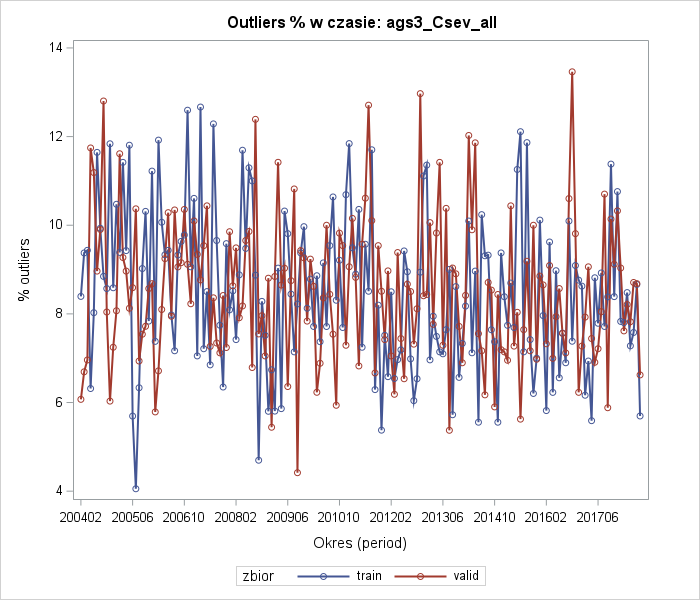 Outliers % w czasie: ags3_Csev_all
14
12
10
8
6
4
% outliers
200402 200506 200610 200802 200906 201010 201202 201306 201410 201602 201706
Okres (period)
zbior train valid